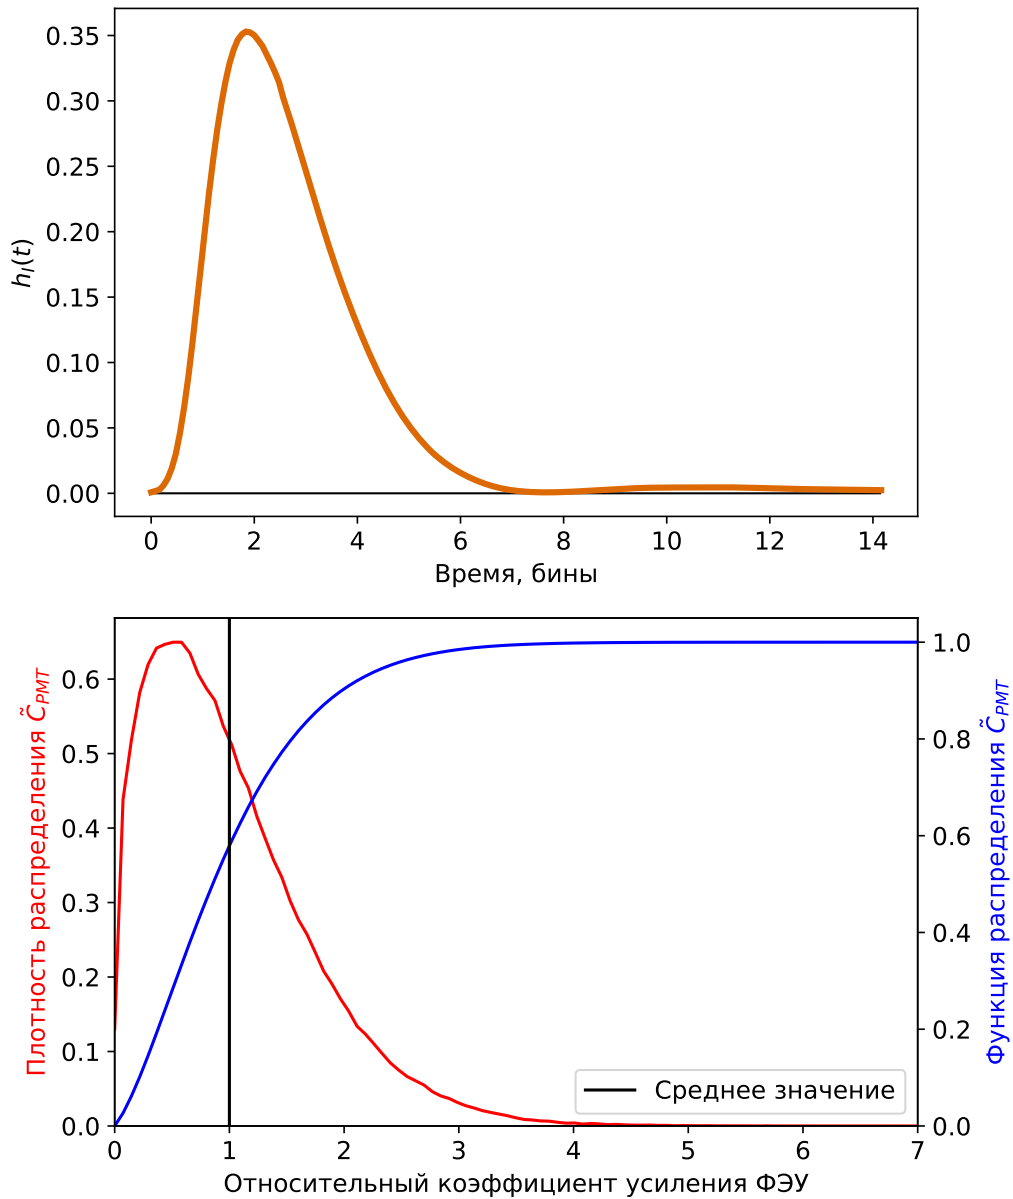 0.35
0.30
0.25
0.20
0.15
0.10
0.05
0.00
h_l(t)
0 2 4 6 8 10 12 14
Время, бины
0.6
0.5
0.4
0.3
0.2
0.1
0.0
Плотность распределения C̃_PMT
1.0
0.8
0.6
0.4
0.2
0.0
Функция распределения C̃_PMT
Среднее значение
0 1 2 3 4 5 6 7
Относительный коэффициент усиления ФЭУ